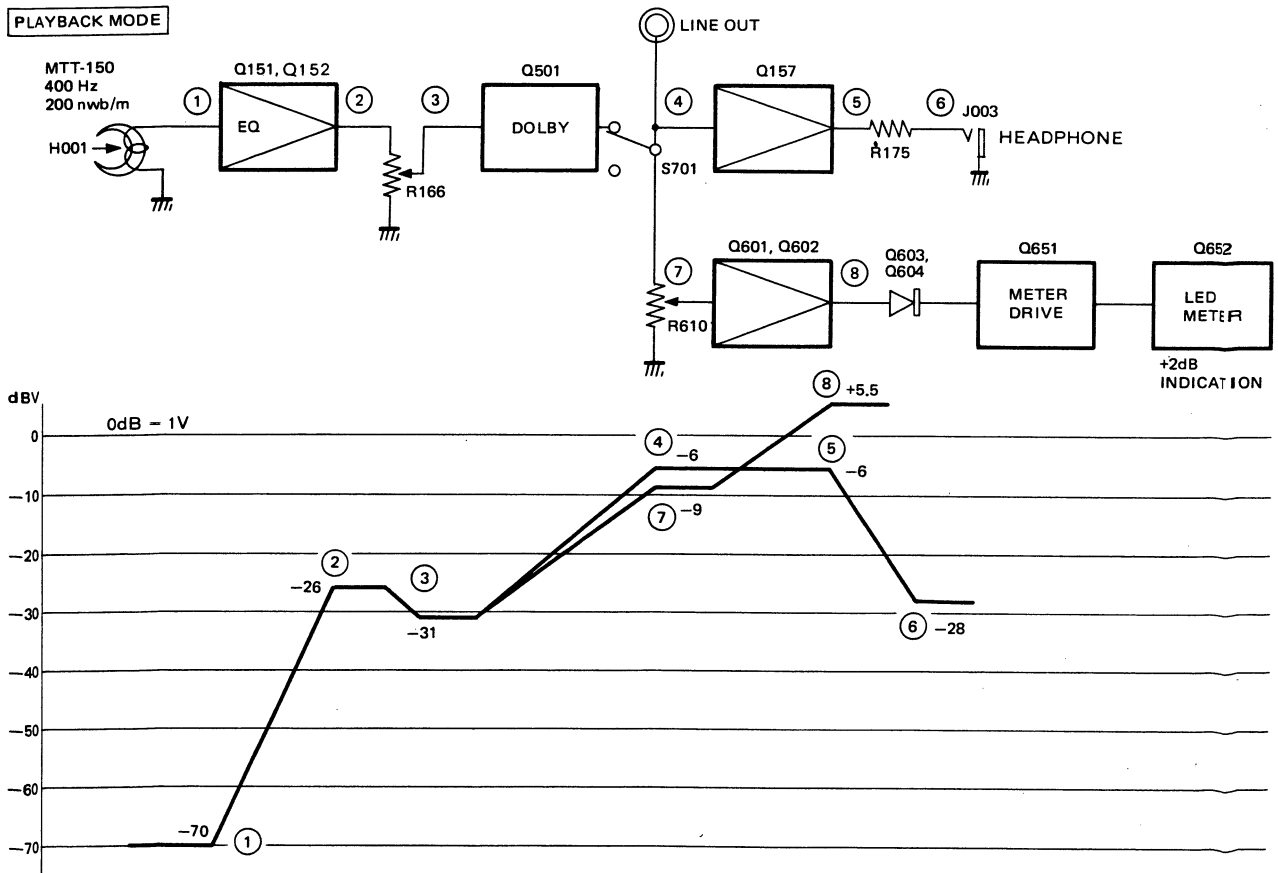 PLAYBACK MODE
LINE OUT
MTT-150
400 Hz
200 nwb/m
Q151, Q152
Q501
Q157
1
2
3
4
5
6
J003
EQ
DOLBY
H001
HEADPHONE
R175
S701
R166
Q601, Q602
Q603,
Q604
Q651
Q652
7
8
R610
METER
DRIVE
LED
METER
+2dB
INDICATION
dBV
0dB = 1V
8 +5.5
0
4 −6
5 −6
−10
7 −9
−20
2
−26
3
−30
−31
6 −28
−40
−50
−60
−70 1
−70